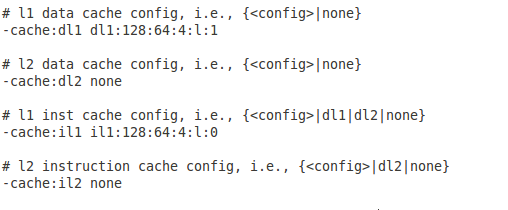 # l1 data cache config, i.e., {<config>|none}
-cache:dl1 dl1:128:64:4:l:1
# l2 data cache config, i.e., {<config>|none}
-cache:dl2 none
# l1 inst cache config, i.e., {<config>|dl1|dl2|none}
-cache:il1 il1:128:64:4:l:0
# l2 instruction cache config, i.e., {<config>|dl2|none}
-cache:il2 none